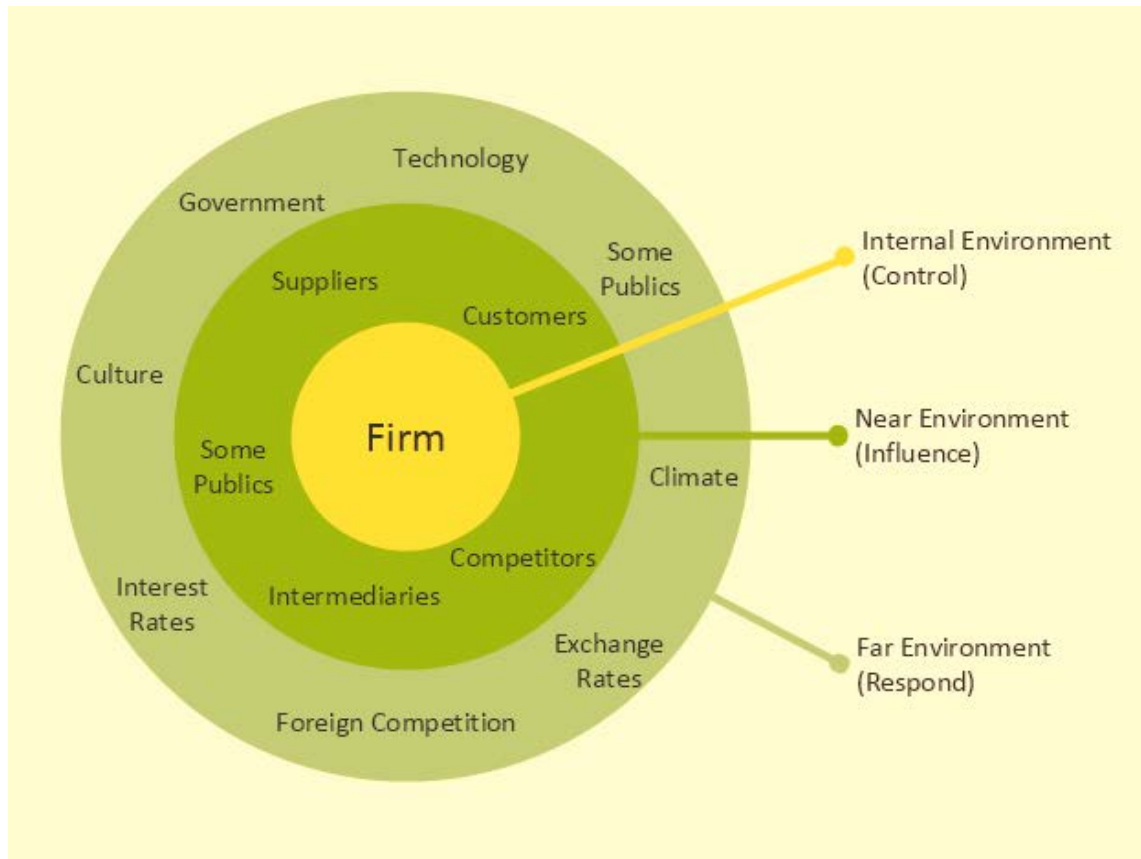 Technology
Government
Some
Publics
Internal Environment
(Control)
Suppliers
Customers
Culture
Firm
Near Environment
(Influence)
Some
Publics
Climate
Competitors
Interest
Rates
Intermediaries
Exchange
Rates
Far Environment
(Respond)
Foreign Competition